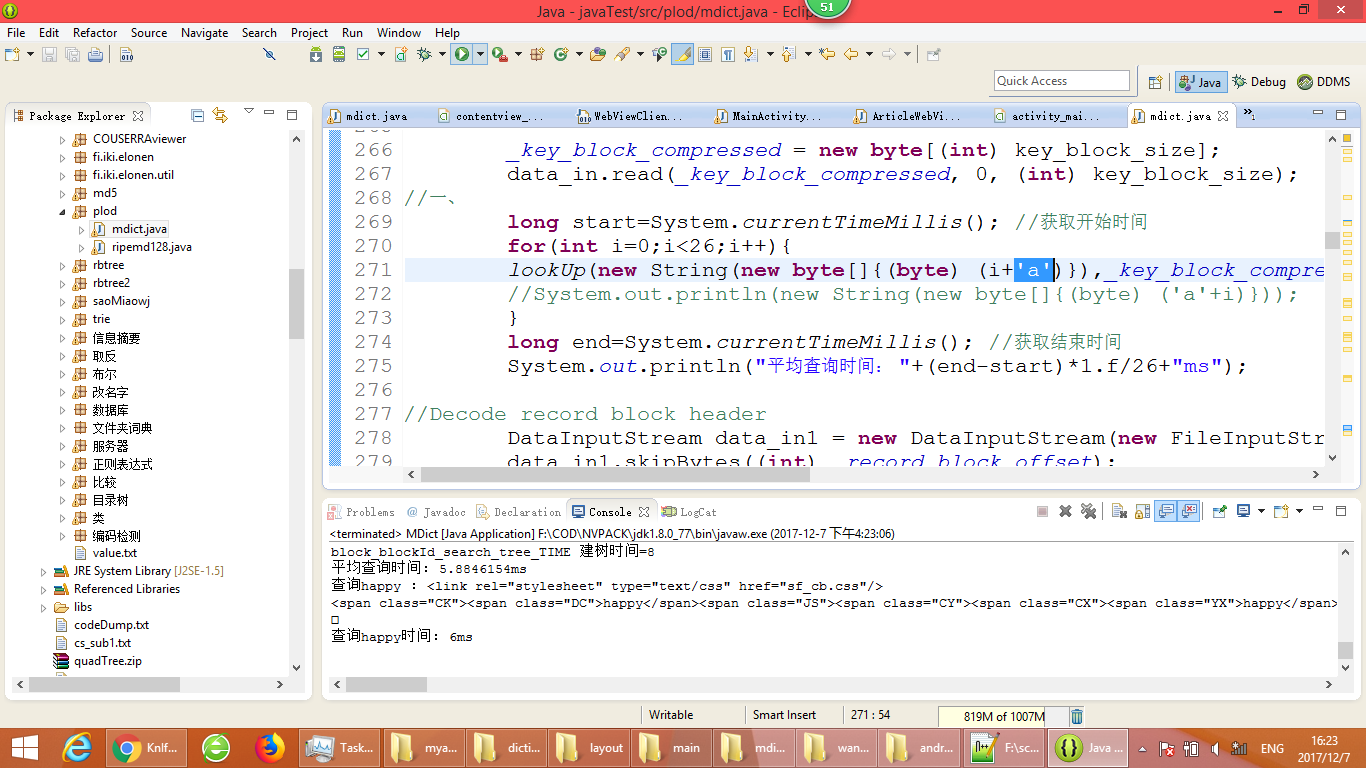 Java - javaTest/src/plod/mdict.java - Eclip
51
File Edit Refactor Source Navigate Search Project Run Window Help
Quick Access
Java Debug DDMS
Package Explorer
COUSERRAviewer
fi.iki.elonen
fi.iki.elonen.util
md5
plod
mdict.java
ripemd128.java
rbtree
rbtree2
saoMiaowj
trie
信息摘要
取反
布尔
改名字
数据库
文件夹词典
服务器
正则表达式
比较
目录树
类
编码检测
value.txt
JRE System Library [J2SE-1.5]
Referenced Libraries
libs
codeDump.txt
cs_sub1.txt
quadTree.zip
mdict.java contentview_... WebViewClien... MainActivity... ArticleWebVi... activity_mai... mdict.java »1
266 _key_block_compressed = new byte[(int) key_block_size];
267 data_in.read(_key_block_compressed, 0, (int) key_block_size);
268 //一、
269 long start=System.currentTimeMillis(); //获取开始时间
270 for(int i=0;i<26;i++){
271 lookUp(new String(new byte[]{(byte) (i+'a')}),_key_block_compre
272 //System.out.println(new String(new byte[]{(byte) ('a'+i)}));
273 }
274 long end=System.currentTimeMillis(); //获取结束时间
275 System.out.println("平均查询时间: "+(end-start)*1.f/26+"ms");
276
277 //Decode record block header
278 DataInputStream data_in1 = new DataInputStream(new FileInputStr
279 data_in1.skipBytes((int) _record_block_offset);
Problems Javadoc Declaration Console LogCat
<terminated> MDict [Java Application] F:\COD\NVPACK\jdk1.8.0_77\bin\javaw.exe (2017-12-7 下午4:23:06)
block_blockId_search_tree_TIME 建树时间=8
平均查询时间: 5.8846154ms
查询happy : <link rel="stylesheet" type="text/css" href="sf_cb.css"/>
<span class="CK"><span class="DC">happy</span><span class="JS"><span class="CY"><span class="CX"><span class="YX">happy</span>
查询happy时间: 6ms
Writable Smart Insert 271 : 54 819M of 1007M
Knlf... Task... mya... dicti... layout main mdi... wan... andr... F:\sc... Java ... ENG 16:23
2017/12/7